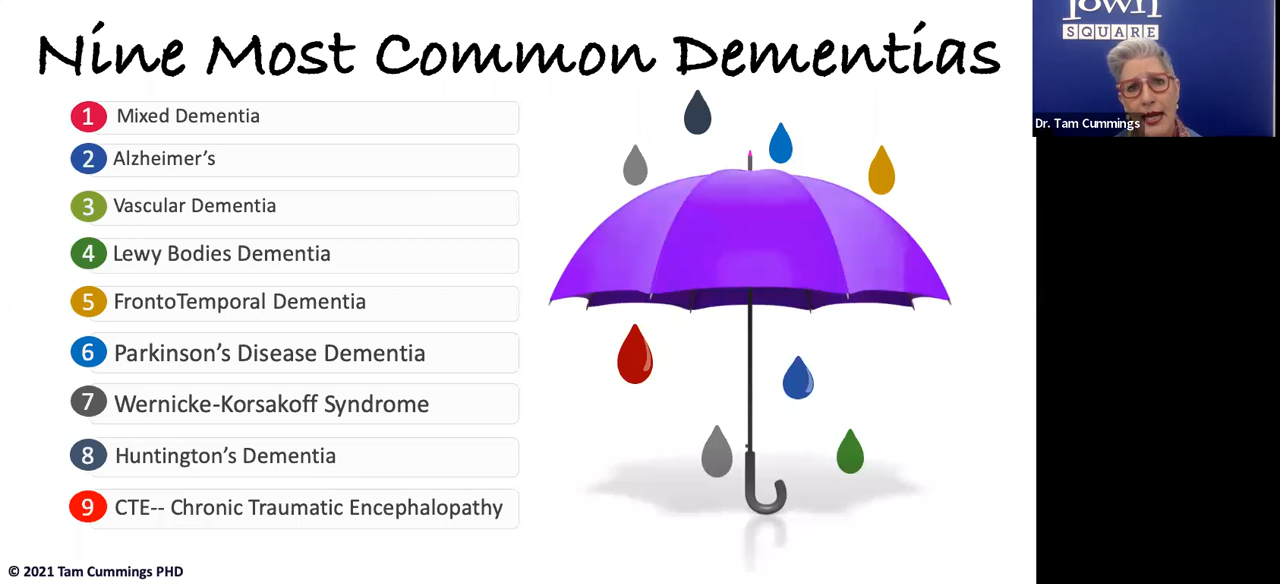 Nine Most Common Dementias
1 Mixed Dementia
2 Alzheimer's
3 Vascular Dementia
4 Lewy Bodies Dementia
5 FrontoTemporal Dementia
6 Parkinson's Disease Dementia
7 Wernicke-Korsakoff Syndrome
8 Huntington's Dementia
9 CTE-- Chronic Traumatic Encephalopathy
© 2021 Tam Cummings PHD
Town
SQUARE
Dr. Tam Cummings